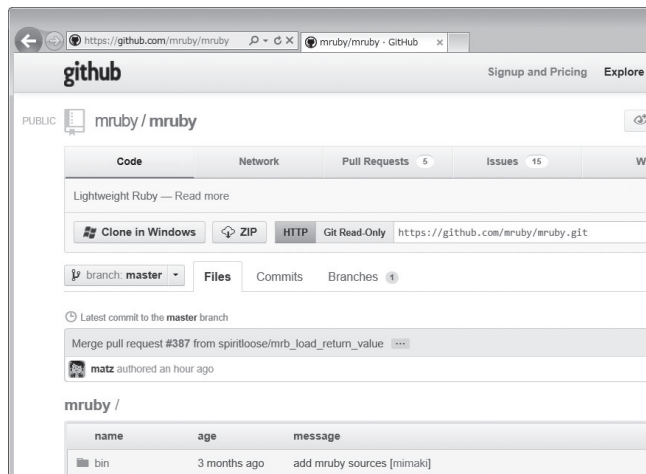 https://github.com/mruby/mruby
mruby/mruby · GitHub
github
Signup and Pricing Explore
PUBLIC
mruby / mruby
Code Network Pull Requests 5 Issues 15 W
Lightweight Ruby — Read more
Clone in Windows ZIP HTTP Git Read-Only https://github.com/mruby/mruby.git
branch: master Files Commits Branches 1
Latest commit to the master branch
Merge pull request #387 from spiritloose/mrb_load_return_value ...
matz authored an hour ago
mruby /
name age message
bin 3 months ago add mruby sources [mimaki]